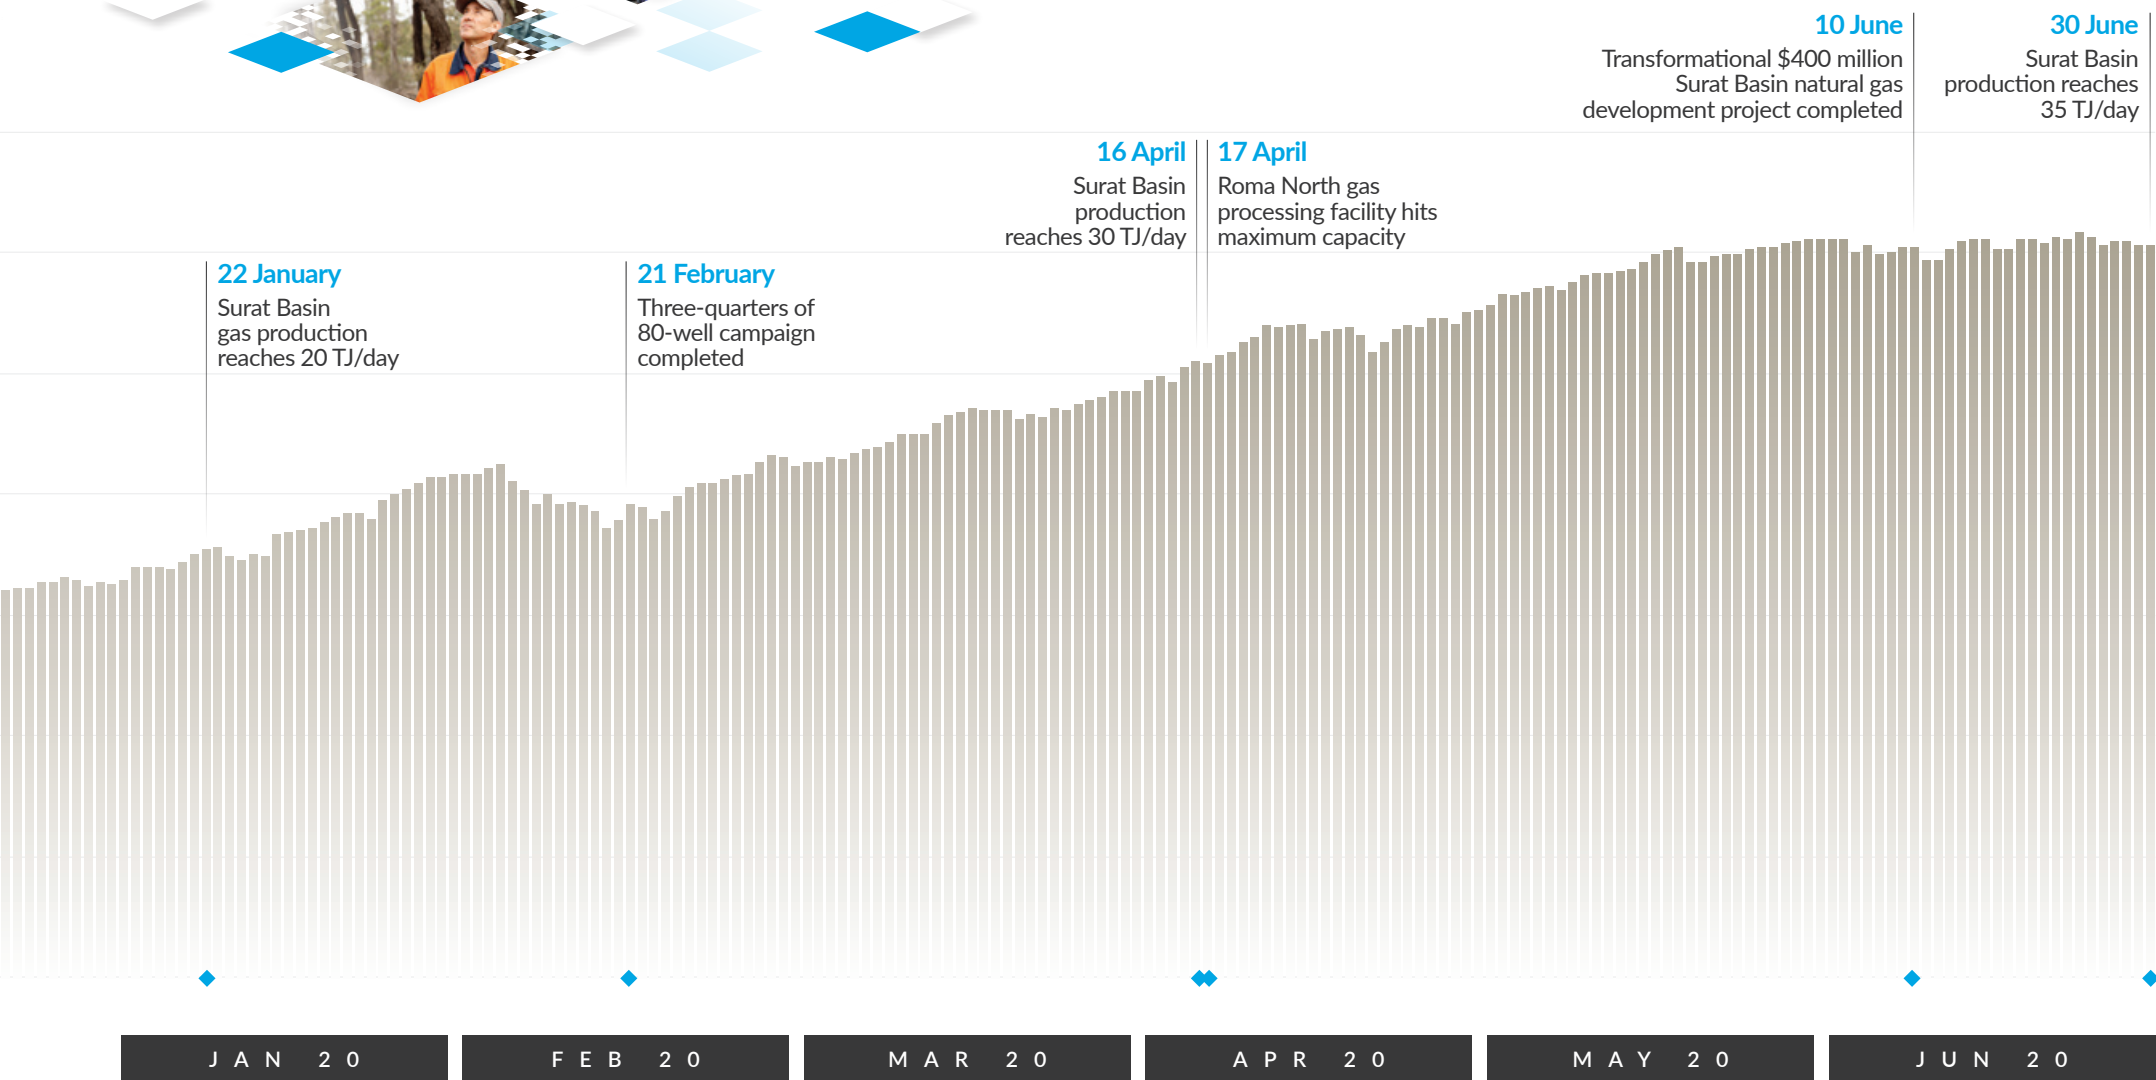 10 June
Transformational $400 million
Surat Basin natural gas
development project completed
30 June
Surat Basin
production reaches
35 TJ/day
16 April
Surat Basin
production
reaches 30 TJ/day
17 April
Roma North gas
processing facility hits
maximum capacity
22 January
Surat Basin
gas production
reaches 20 TJ/day
21 February
Three-quarters of
80-well campaign
completed
JAN 20
FEB 20
MAR 20
APR 20
MAY 20
JUN 20